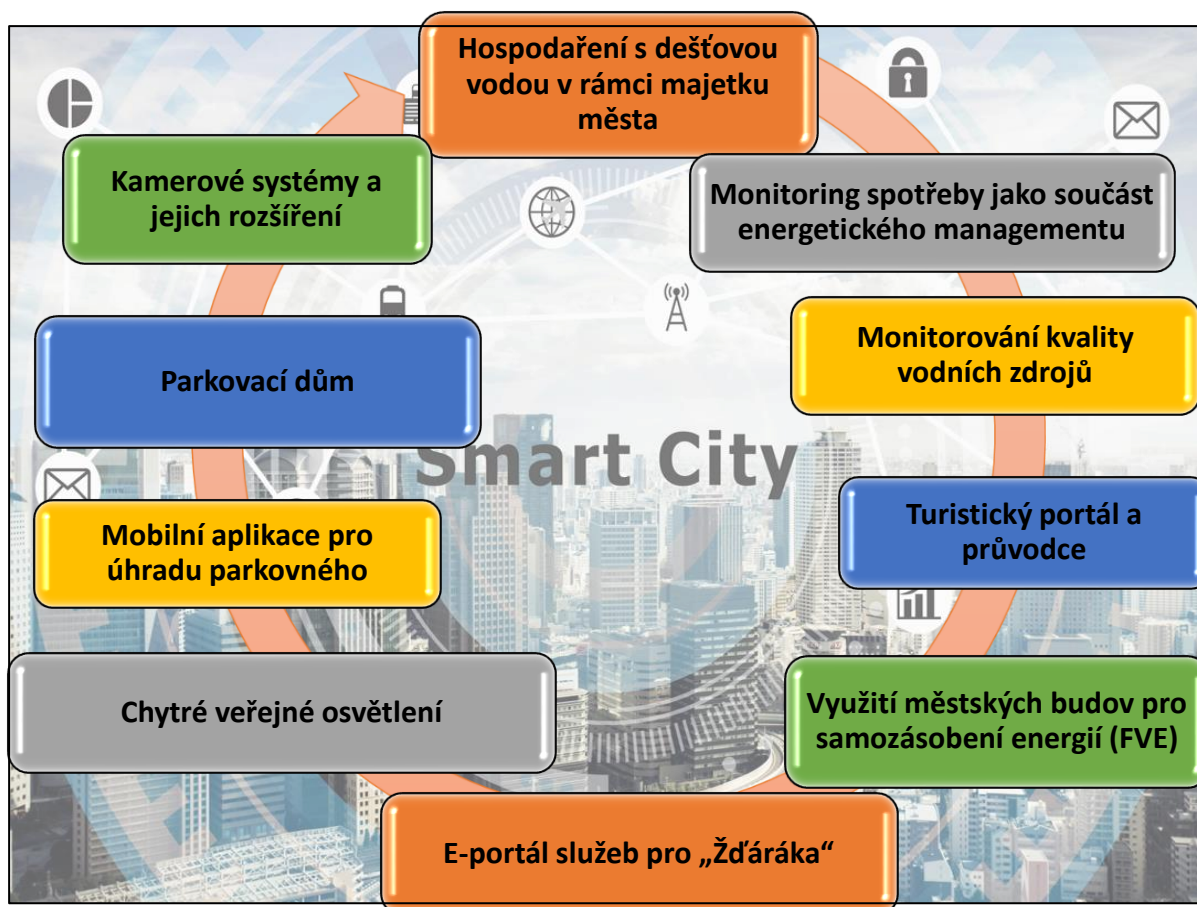 Hospodaření s dešťovou
vodou v rámci majetku
města
Kamerové systémy a
jejich rozšíření
Monitoring spotřeby jako součást
energetického managementu
Monitorování kvality
vodních zdrojů
Parkovací dům
Smart City
Turistický portál a
průvodce
Mobilní aplikace pro
úhradu parkovného
Chytré veřejné osvětlení
Využití městských budov pro
samozásobení energií (FVE)
E-portál služeb pro „Žďáráka“